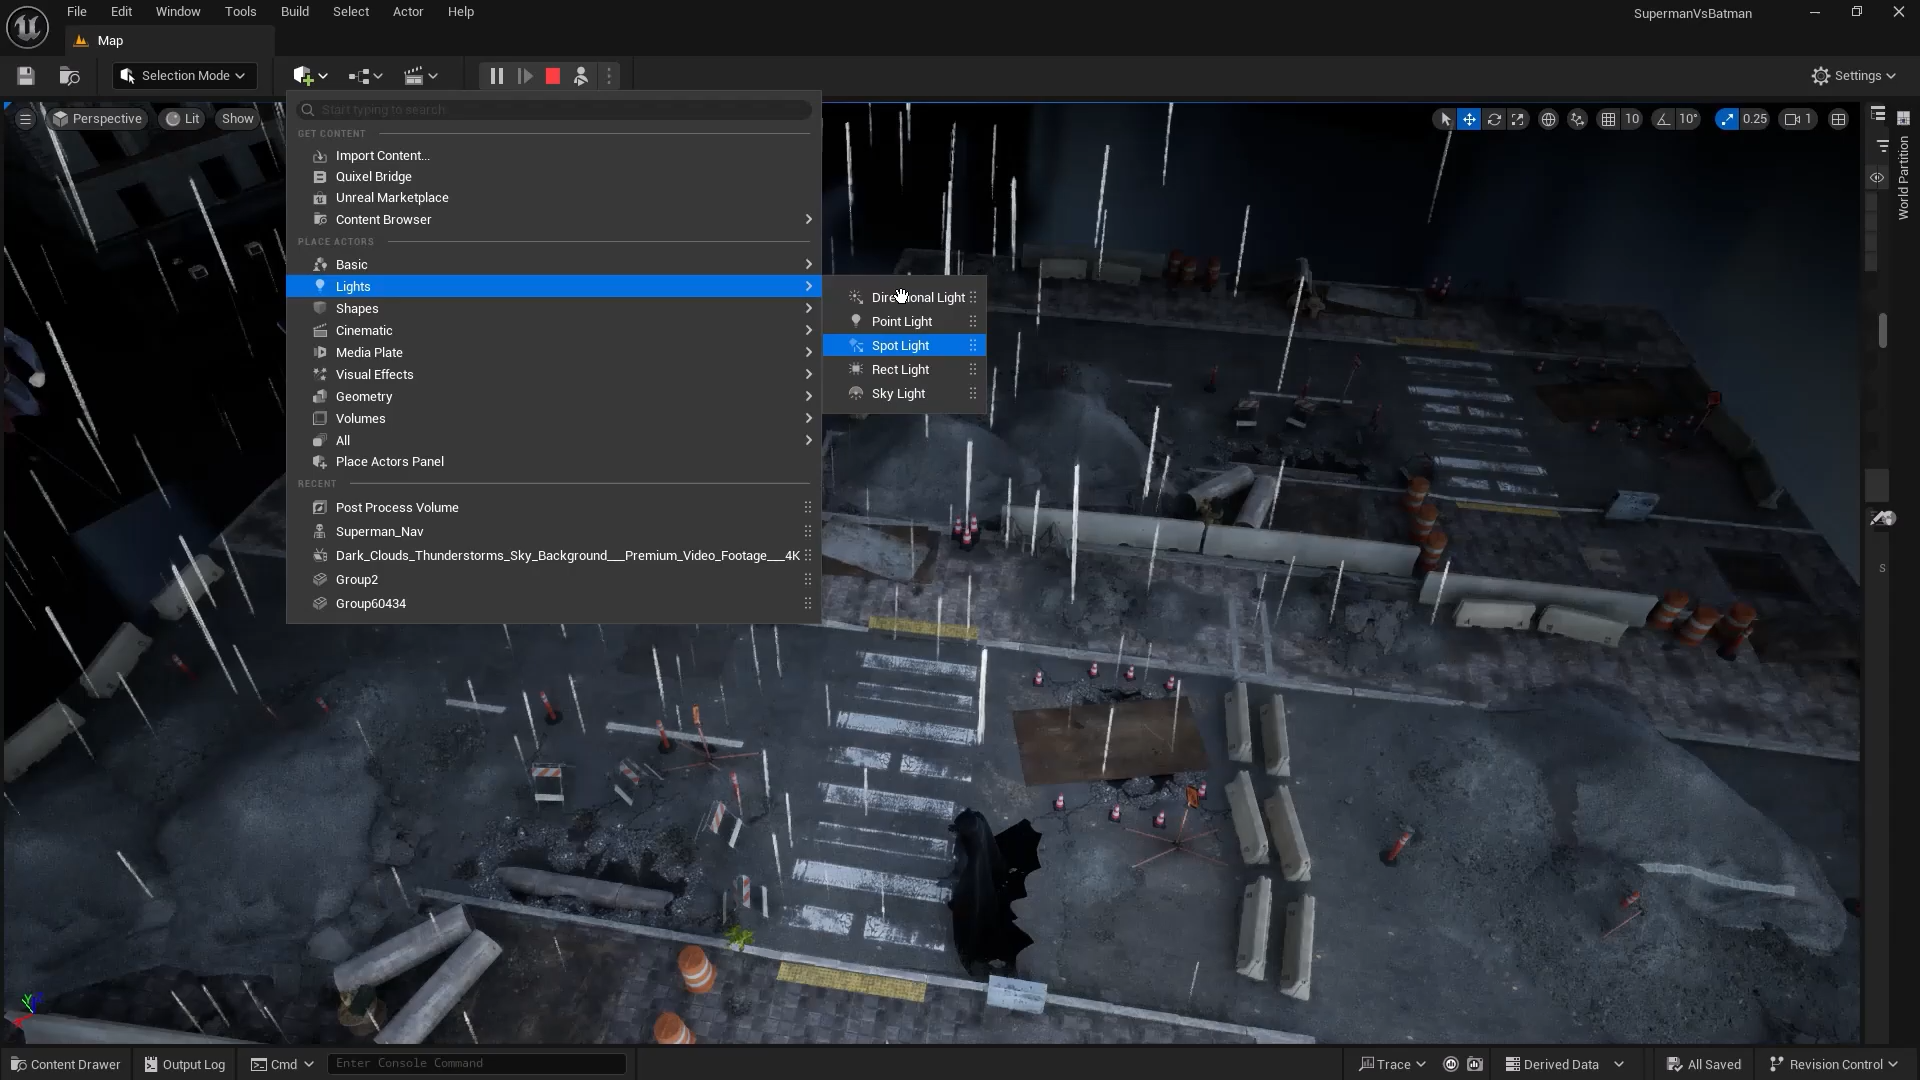 File Edit Window Tools Build Select Actor Help
SupermanVsBatman
Map
Selection Mode
Settings
Start typing to search
Perspective Lit Show
10 10° 0.25 1
World Partition
GET CONTENT
Import Content...
Quixel Bridge
Unreal Marketplace
Content Browser
PLACE ACTORS
Basic
Lights
Shapes
Cinematic
Media Plate
Visual Effects
Geometry
Volumes
All
Place Actors Panel
Directional Light
Point Light
Spot Light
Rect Light
Sky Light
RECENT
Post Process Volume
Superman_Nav
Dark_Clouds_Thunderstorms_Sky_Background___Premium_Video_Footage___4K
Group2
Group60434
S
Content Drawer Output Log Cmd Enter Console Command
Trace Derived Data All Saved Revision Control